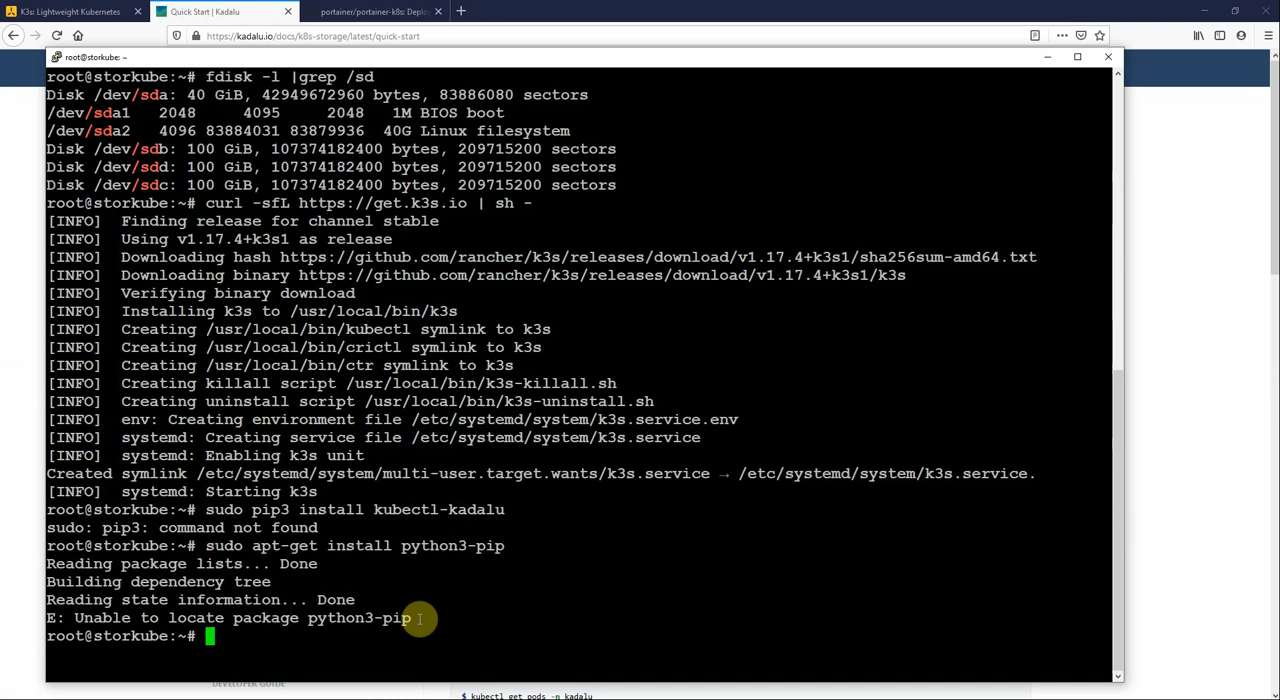 K3s: Lightweight Kubernetes
Quick Start | Kadalu
portainer/portainer-k8s: Deplo
https://kadalu.io/docs/k8s-storage/latest/quick-start
root@storkube: ~
root@storkube:~# fdisk -l |grep /sd
Disk /dev/sda: 40 GiB, 42949672960 bytes, 83886080 sectors
/dev/sda1   2048     4095     2048   1M BIOS boot
/dev/sda2   4096 83884031 83879936  40G Linux filesystem
Disk /dev/sdb: 100 GiB, 107374182400 bytes, 209715200 sectors
Disk /dev/sdd: 100 GiB, 107374182400 bytes, 209715200 sectors
Disk /dev/sdc: 100 GiB, 107374182400 bytes, 209715200 sectors
root@storkube:~# curl -sfL https://get.k3s.io | sh -
[INFO]  Finding release for channel stable
[INFO]  Using v1.17.4+k3s1 as release
[INFO]  Downloading hash https://github.com/rancher/k3s/releases/download/v1.17.4+k3s1/sha256sum-amd64.txt
[INFO]  Downloading binary https://github.com/rancher/k3s/releases/download/v1.17.4+k3s1/k3s
[INFO]  Verifying binary download
[INFO]  Installing k3s to /usr/local/bin/k3s
[INFO]  Creating /usr/local/bin/kubectl symlink to k3s
[INFO]  Creating /usr/local/bin/crictl symlink to k3s
[INFO]  Creating /usr/local/bin/ctr symlink to k3s
[INFO]  Creating killall script /usr/local/bin/k3s-killall.sh
[INFO]  Creating uninstall script /usr/local/bin/k3s-uninstall.sh
[INFO]  env: Creating environment file /etc/systemd/system/k3s.service.env
[INFO]  systemd: Creating service file /etc/systemd/system/k3s.service
[INFO]  systemd: Enabling k3s unit
Created symlink /etc/systemd/system/multi-user.target.wants/k3s.service → /etc/systemd/system/k3s.service.
[INFO]  systemd: Starting k3s
root@storkube:~# sudo pip3 install kubectl-kadalu
sudo: pip3: command not found
root@storkube:~# sudo apt-get install python3-pip
Reading package lists... Done
Building dependency tree
Reading state information... Done
E: Unable to locate package python3-pip
root@storkube:~#
DEVELOPER GUIDE
$ kubectl get pods -n kadalu